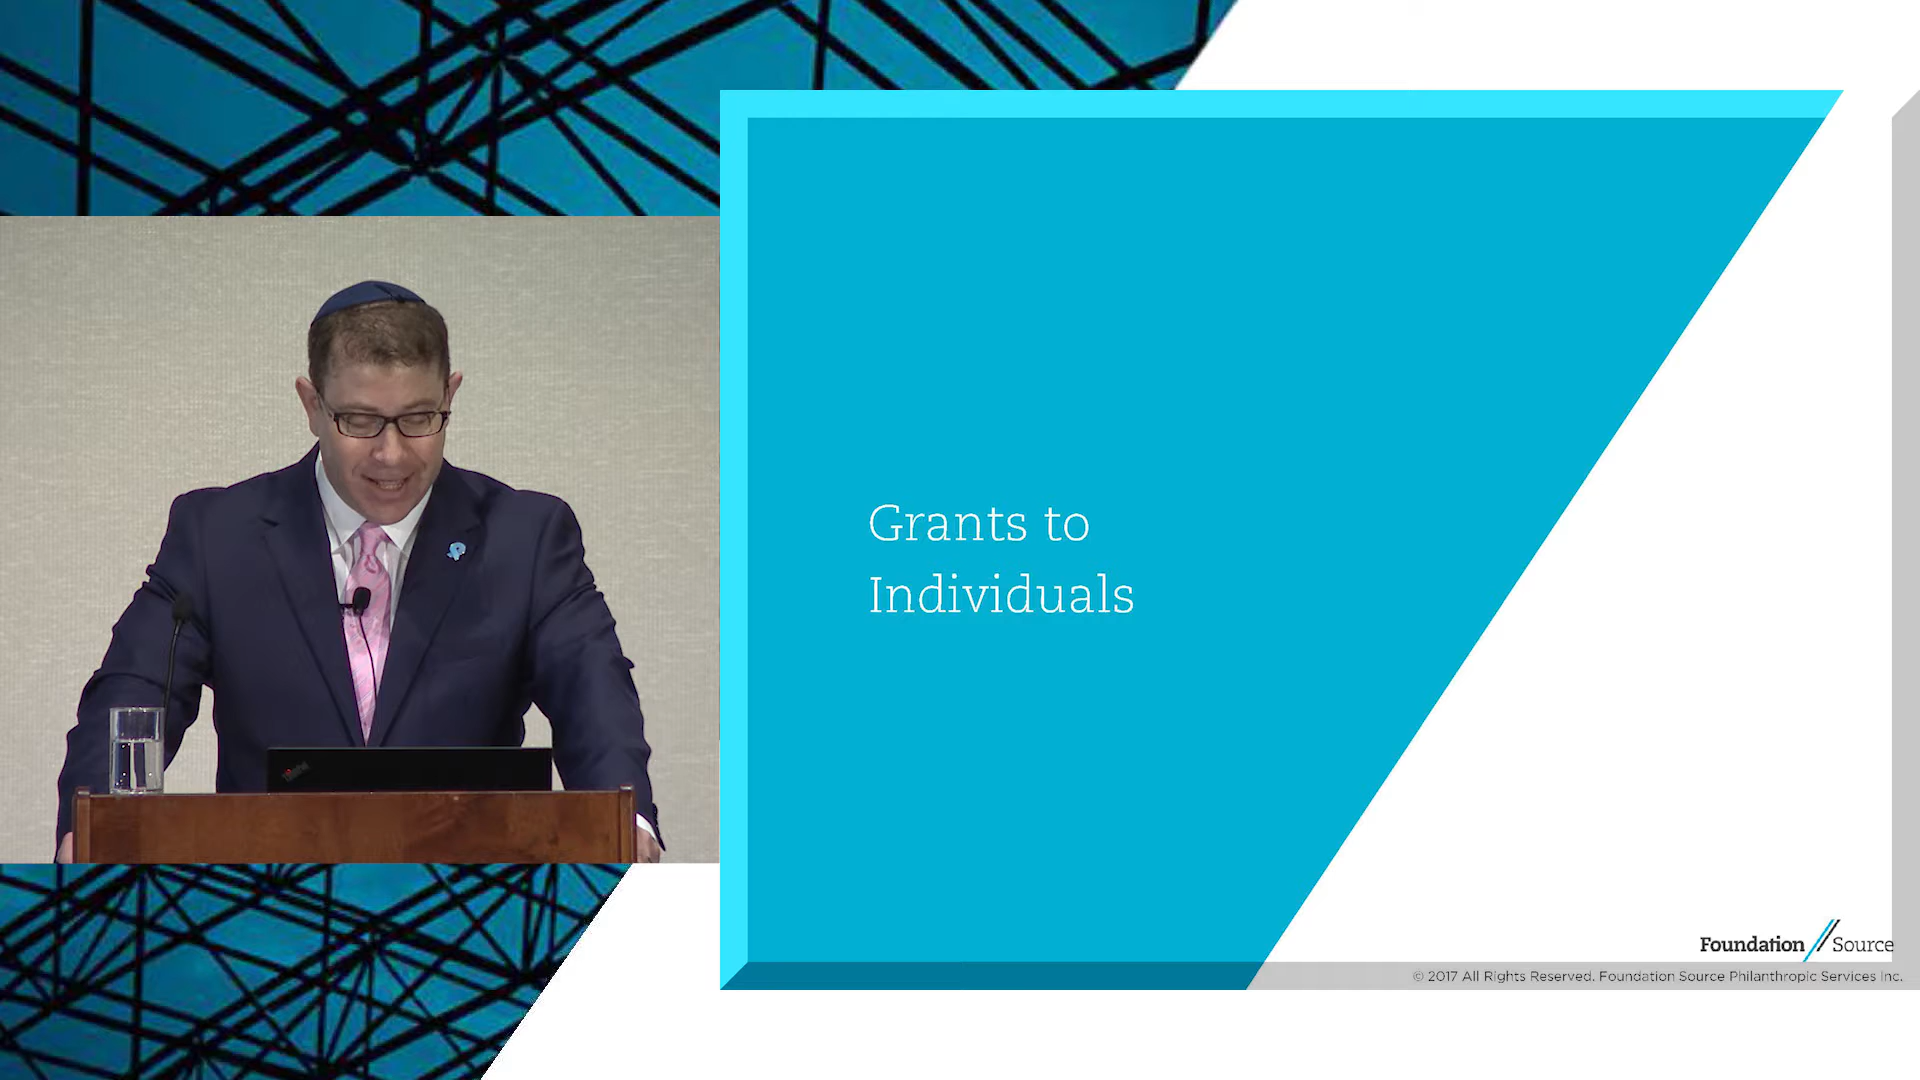 Grants to
Individuals
Foundation Source
© 2017 All Rights Reserved. Foundation Source Philanthropic Services Inc.